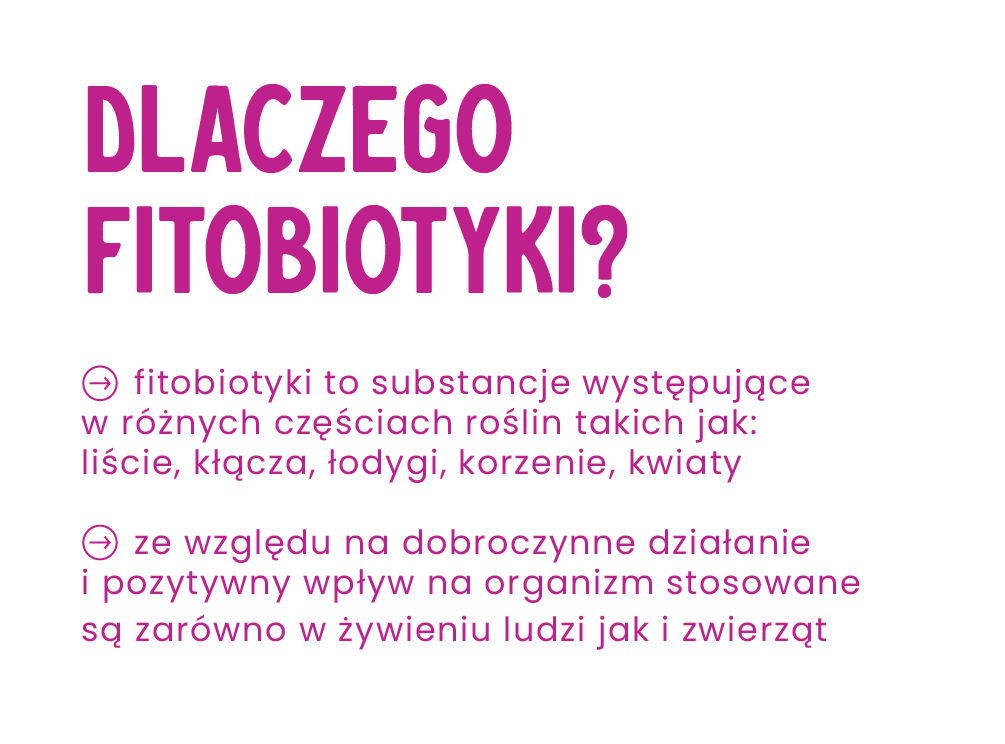 DLACZEGO
FITOBIOTYKI?
fitobiotyki to substancje występujące
w różnych częściach roślin takich jak:
liście, kłącza, łodygi, korzenie, kwiaty
ze względu na dobroczynne działanie
i pozytywny wpływ na organizm stosowane
są zarówno w żywieniu ludzi jak i zwierząt